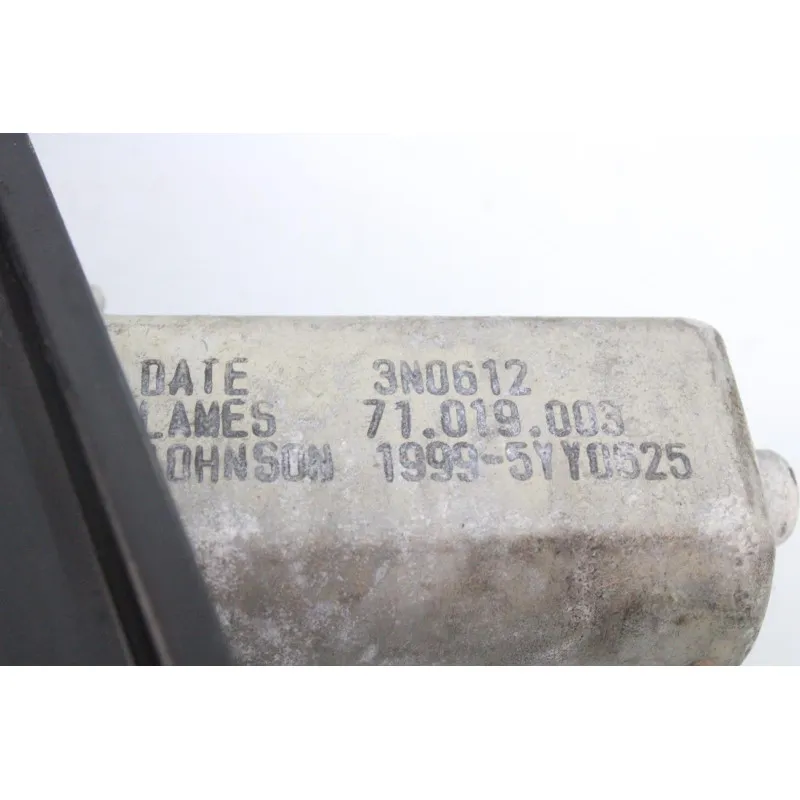 DATE 3N0612
LAMES 71.019.003
JOHNSON 1999-5YY0525